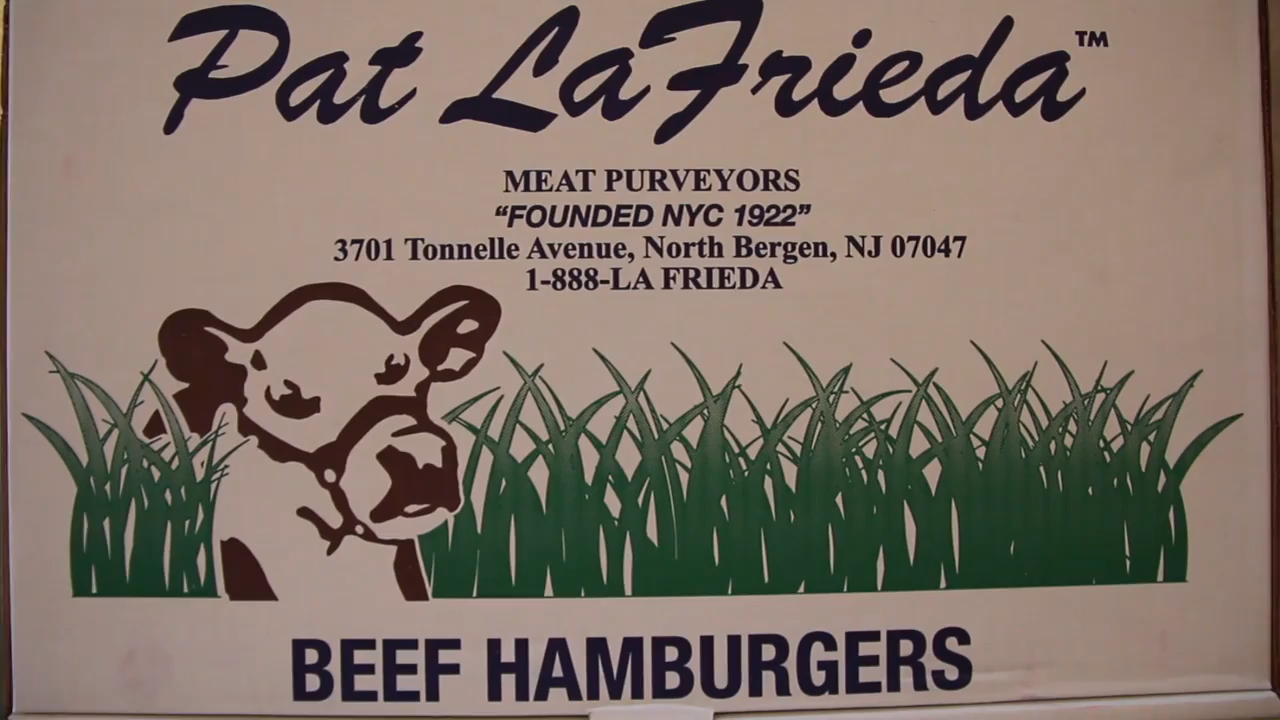 Pat LaFrieda™
MEAT PURVEYORS
“FOUNDED NYC 1922”
3701 Tonnelle Avenue, North Bergen, NJ 07047
1-888-LA FRIEDA
BEEF HAMBURGERS